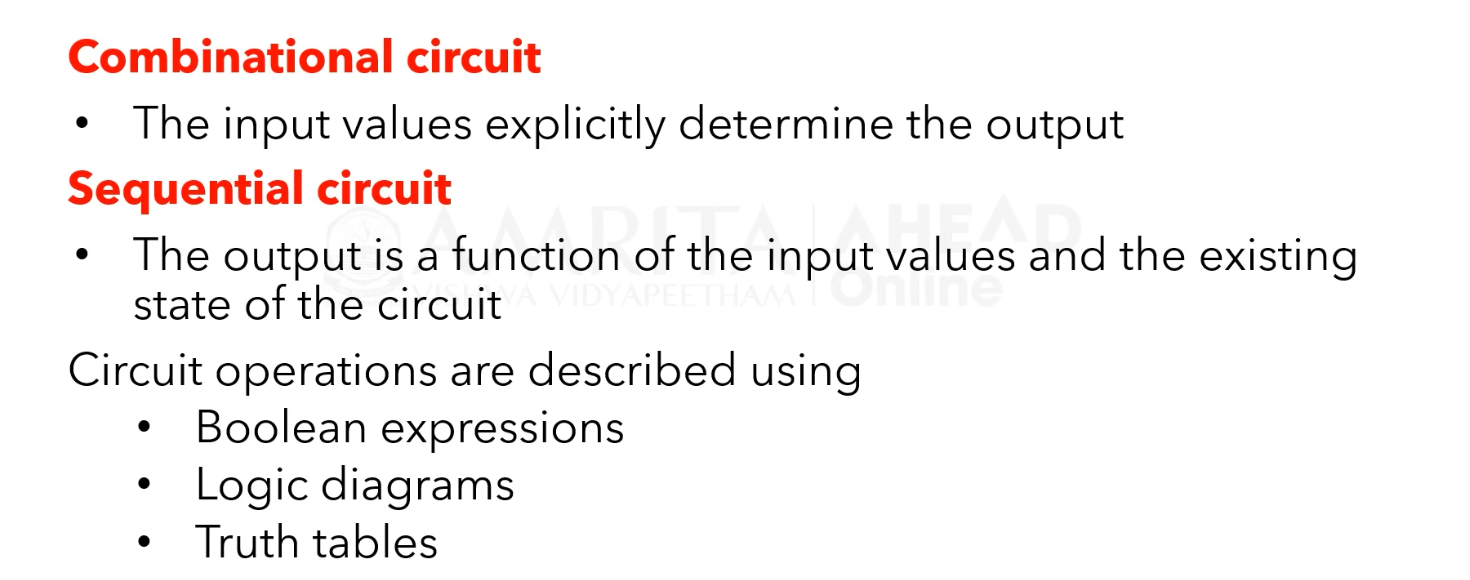 Combinational circuit
• The input values explicitly determine the output
Sequential circuit
• The output is a function of the input values and the existing
state of the circuit
AMRITA AHEAD
VISHWA VIDYAPEETHAM Online
Circuit operations are described using
• Boolean expressions
• Logic diagrams
• Truth tables